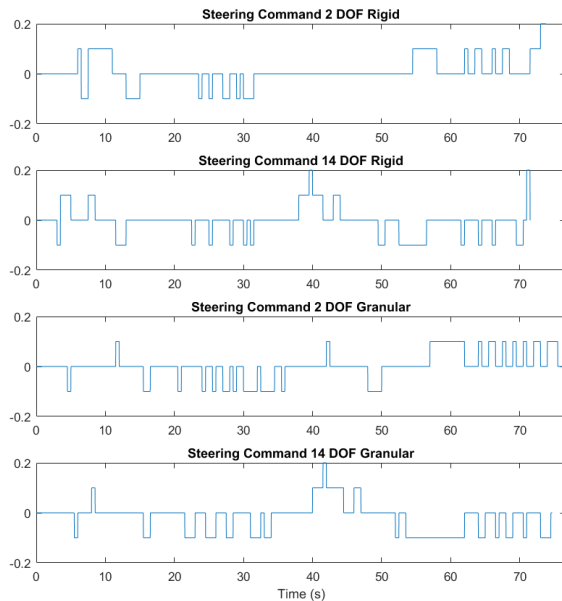 Steering Command 2 DOF Rigid
0.2
0
-0.2
0 10 20 30 40 50 60 70
Steering Command 14 DOF Rigid
0.2
0
-0.2
0 10 20 30 40 50 60 70
Steering Command 2 DOF Granular
0.2
0
-0.2
0 10 20 30 40 50 60 70
Steering Command 14 DOF Granular
0.2
0
-0.2
0 10 20 30 40 50 60 70
Time (s)